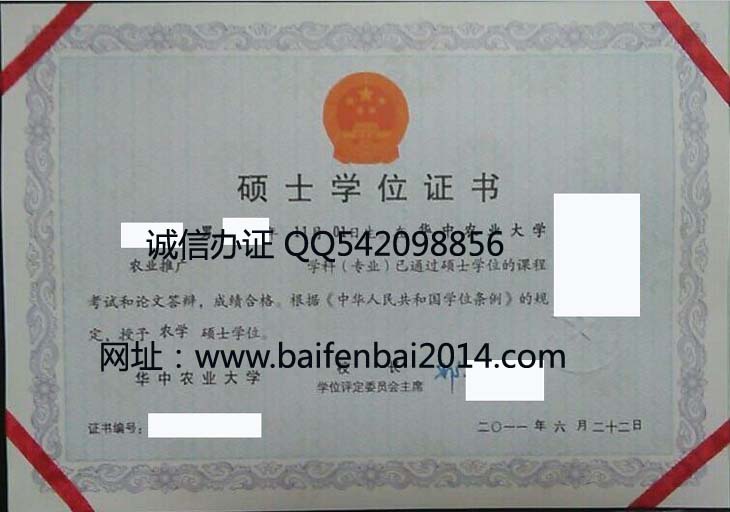 硕士学位证书
11月01日生 在 华中农业大学
诚信办证 QQ542098856
农业推广 学科(专业)已通过硕士学位的课程
考试和论文答辩,成绩合格。根据《中华人民共和国学位条例》的规
定,授予 农学 硕士学位。
网址:www.baifenbai2014.com
华中农业大学
校 长
学位评定委员会主席
证书编号:
二〇一一年 六 月二十二日